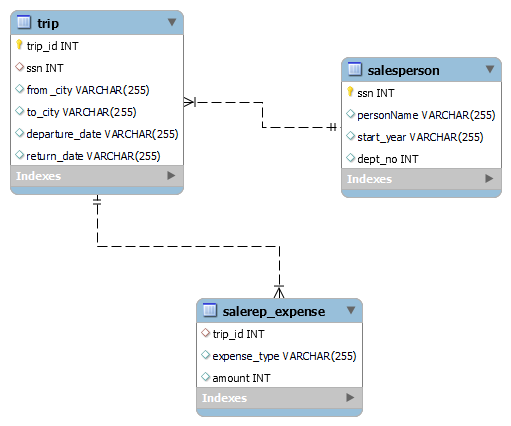 trip
trip_id INT
ssn INT
from_city VARCHAR(255)
to_city VARCHAR(255)
departure_date VARCHAR(255)
return_date VARCHAR(255)
Indexes
salesperson
ssn INT
personName VARCHAR(255)
start_year VARCHAR(255)
dept_no INT
Indexes
salerep_expense
trip_id INT
expense_type VARCHAR(255)
amount INT
Indexes